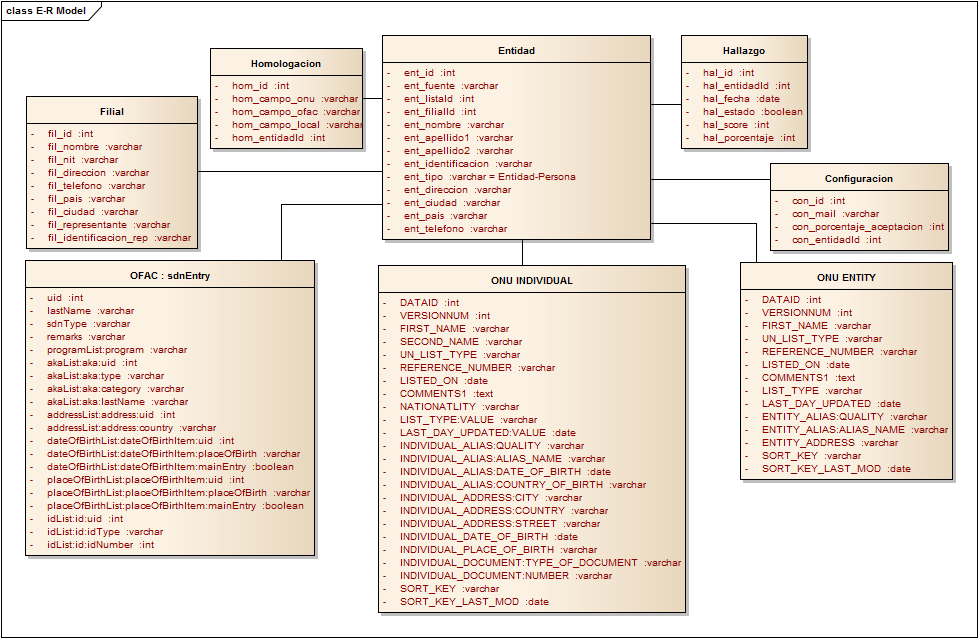 class E-R Model
Homologacion
- hom_id :int
- hom_campo_onu :varchar
- hom_campo_ofac :varchar
- hom_campo_local :varchar
- hom_entidadId :int
Entidad
- ent_id :int
- ent_fuente :varchar
- ent_listaId :int
- ent_filialId :int
- ent_nombre :varchar
- ent_apellido1 :varchar
- ent_apellido2 :varchar
- ent_identificacion :varchar
- ent_tipo :varchar = Entidad-Persona
- ent_direccion :varchar
- ent_ciudad :varchar
- ent_pais :varchar
- ent_telefono :varchar
Hallazgo
- hal_id :int
- hal_entidadId :int
- hal_fecha :date
- hal_estado :boolean
- hal_score :int
- hal_porcentaje :int
Filial
- fil_id :int
- fil_nombre :varchar
- fil_nit :varchar
- fil_direccion :varchar
- fil_telefono :varchar
- fil_pais :varchar
- fil_ciudad :varchar
- fil_representante :varchar
- fil_identificacion_rep :varchar
Configuracion
- con_id :int
- con_mail :varchar
- con_porcentaje_aceptacion :int
- con_entidadId :int
OFAC : sdnEntry
- uid :int
- lastName :varchar
- sdnType :varchar
- remarks :varchar
- programList:program :varchar
- akaList:aka:uid :int
- akaList:aka:type :varchar
- akaList:aka:category :varchar
- akaList:aka:lastName :varchar
- addressList:address:uid :int
- addressList:address:country :varchar
- dateOfBirthList:dateOfBirthItem:uid :int
- dateOfBirthList:dateOfBirthItem:placeOfBirth :varchar
- dateOfBirthList:dateOfBirthItem:mainEntry :boolean
- placeOfBirthList:placeOfBirthItem:uid :int
- placeOfBirthList:placeOfBirthItem:placeOfBirth :varchar
- placeOfBirthList:placeOfBirthItem:mainEntry :boolean
- idList:id:uid :int
- idList:id:idType :varchar
- idList:id:idNumber :int
ONU INDIVIDUAL
- DATAID :int
- VERSIONNUM :int
- FIRST_NAME :varchar
- SECOND_NAME :varchar
- UN_LIST_TYPE :varchar
- REFERENCE_NUMBER :varchar
- LISTED_ON :date
- COMMENTS1 :text
- NATIONATLITY :varchar
- LIST_TYPE:VALUE :varchar
- LAST_DAY_UPDATED:VALUE :date
- INDIVIDUAL_ALIAS:QUALITY :varchar
- INDIVIDUAL_ALIAS:ALIAS_NAME :varchar
- INDIVIDUAL_ALIAS:DATE_OF_BIRTH :date
- INDIVIDUAL_ALIAS:COUNTRY_OF_BIRTH :varchar
- INDIVIDUAL_ADDRESS:CITY :varchar
- INDIVIDUAL_ADDRESS:COUNTRY :varchar
- INDIVIDUAL_ADDRESS:STREET :varchar
- INDIVIDUAL_DATE_OF_BIRTH :date
- INDIVIDUAL_PLACE_OF_BIRTH :varchar
- INDIVIDUAL_DOCUMENT:TYPE_OF_DOCUMENT :varchar
- INDIVIDUAL_DOCUMENT:NUMBER :varchar
- SORT_KEY :varchar
- SORT_KEY_LAST_MOD :date
ONU ENTITY
- DATAID :int
- VERSIONNUM :int
- FIRST_NAME :varchar
- UN_LIST_TYPE :varchar
- REFERENCE_NUMBER :varchar
- LISTED_ON :date
- COMMENTS1 :text
- LIST_TYPE :varchar
- LAST_DAY_UPDATED :date
- ENTITY_ALIAS:QUALITY :varchar
- ENTITY_ALIAS:ALIAS_NAME :varchar
- ENTITY_ADDRESS :varchar
- SORT_KEY :varchar
- SORT_KEY_LAST_MOD :date